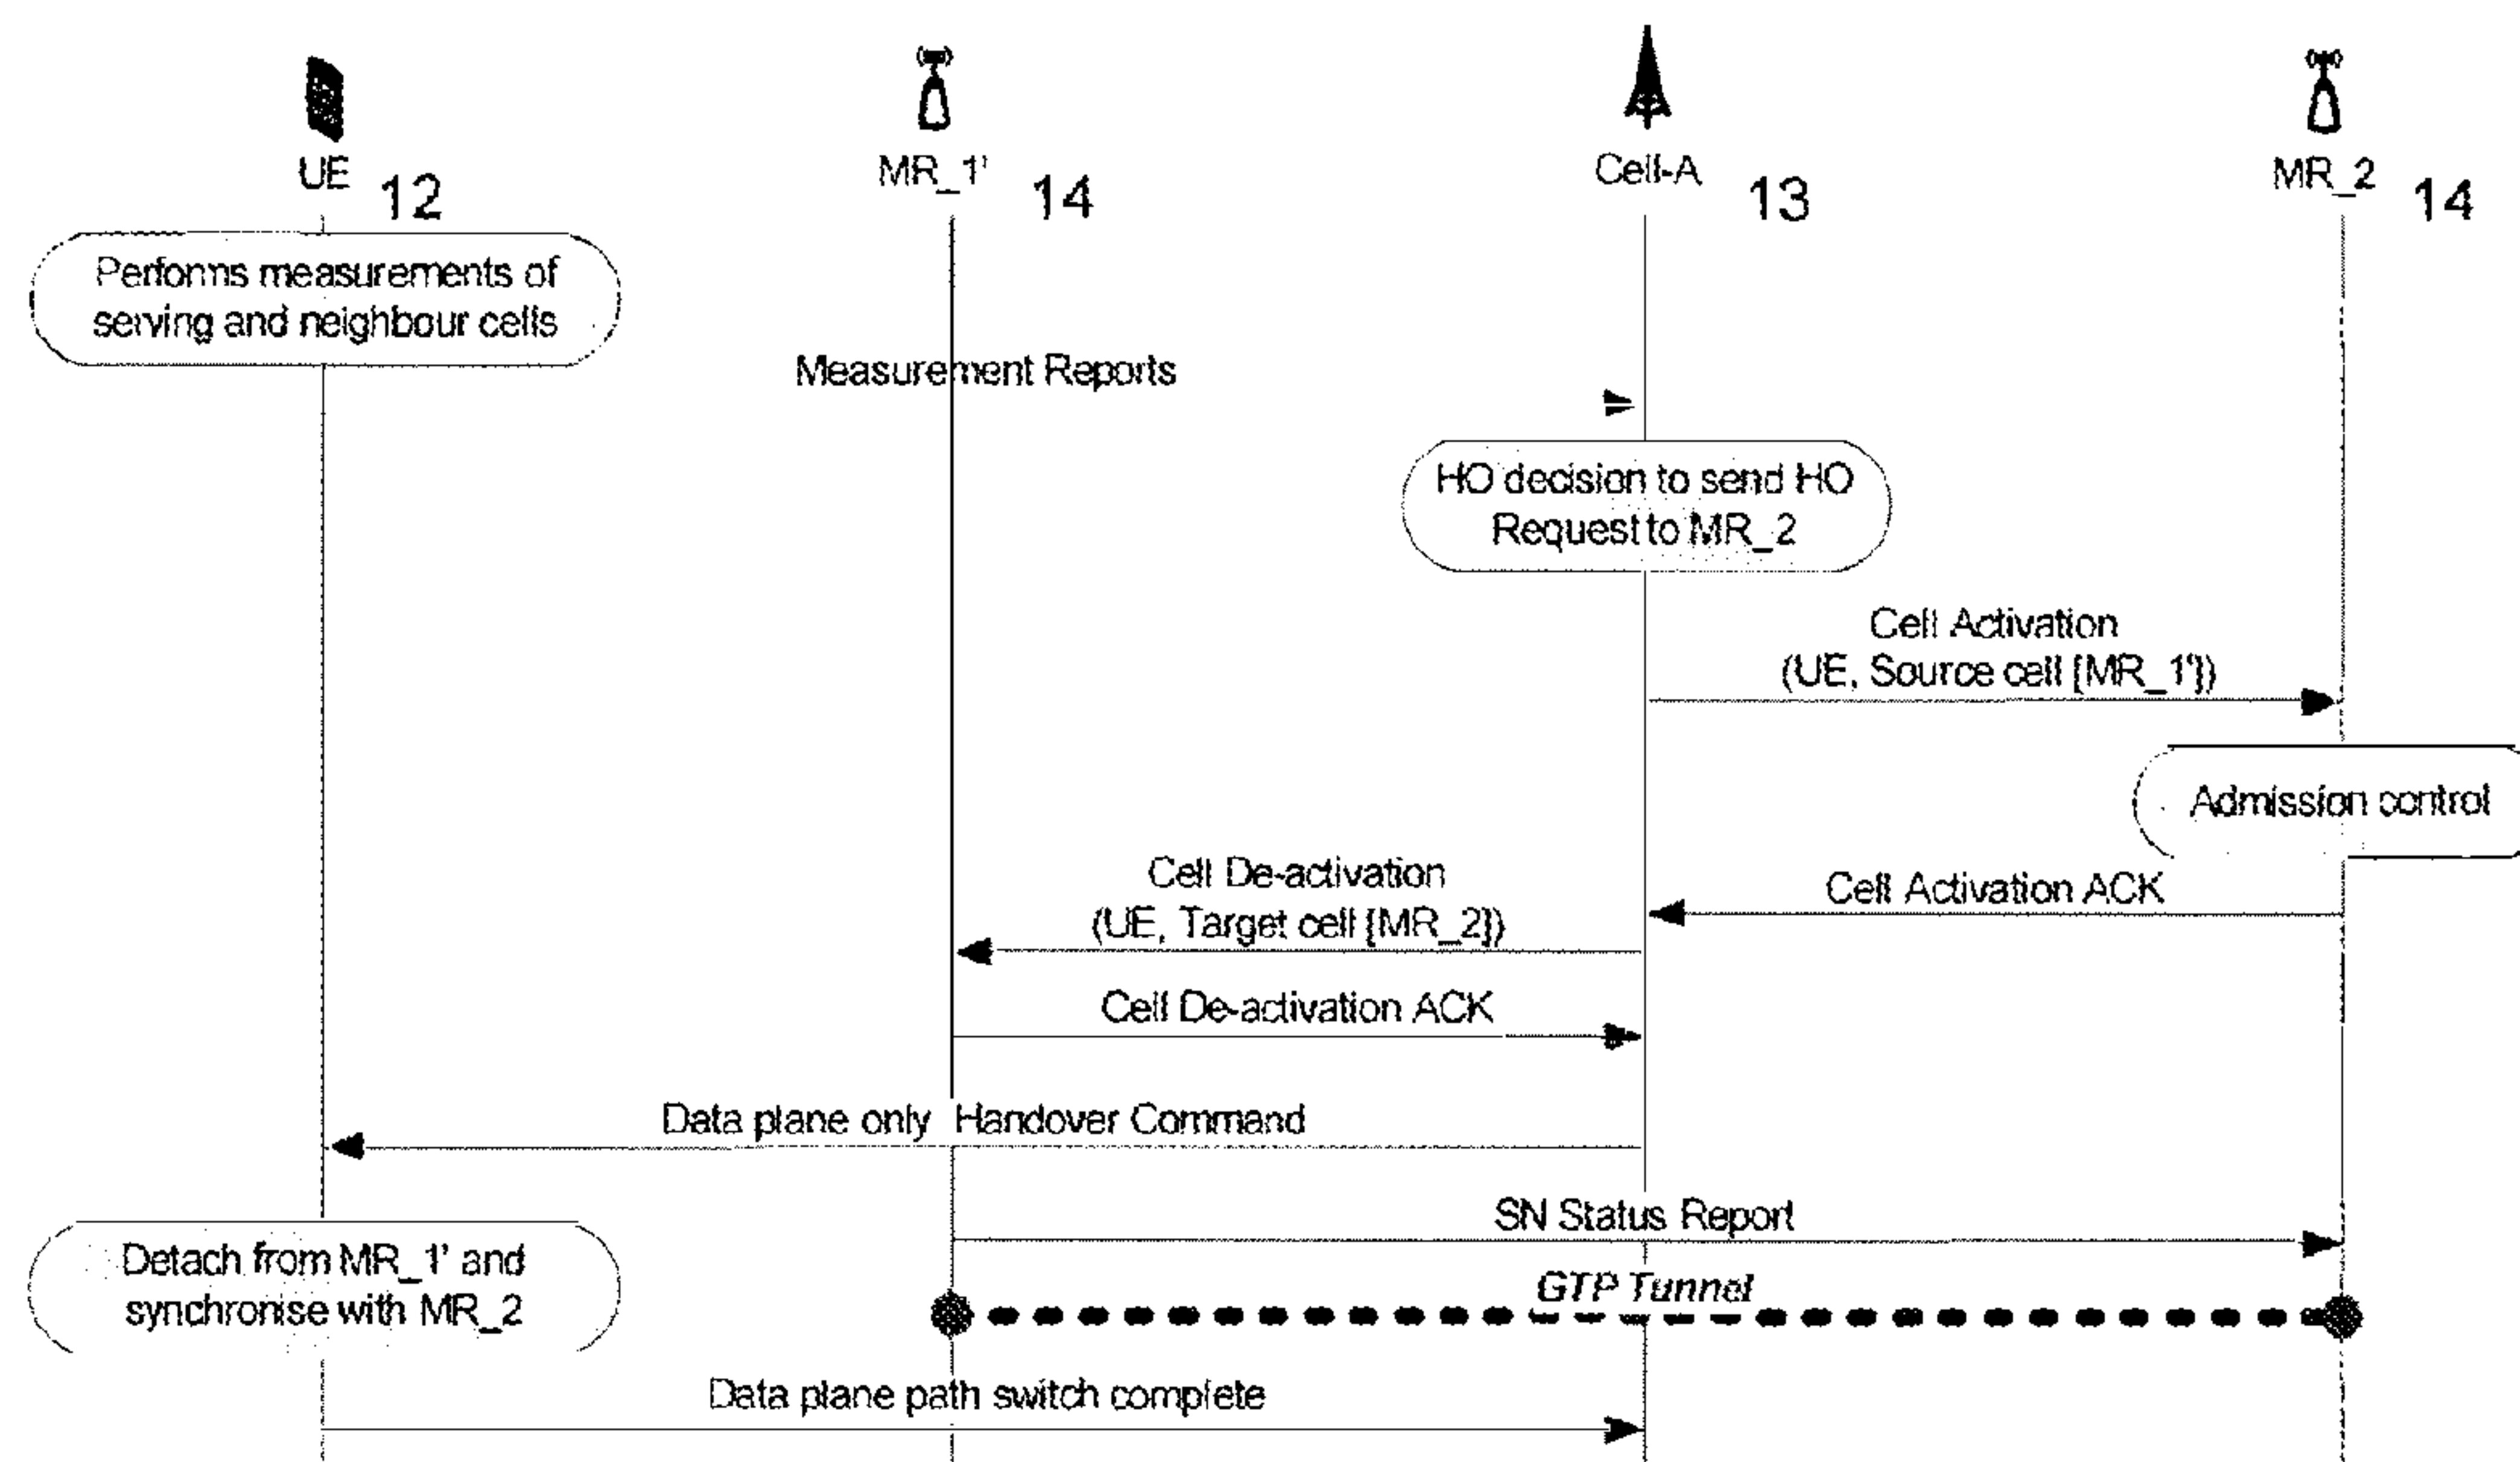 UE 12
MR_1' 14
Cell-A 13
MR_2 14
Performs measurements of
serving and neighbour cells
Measurement Reports
HO decision to send HO
Request to MR_2
Cell Activation
(UE, Source cell [MR_1'])
Admission control
Cell Activation ACK
Cell De-activation
(UE, Target cell [MR_2])
Cell De-activation ACK
Data plane only Handover Command
SN Status Report
Detach from MR_1' and
synchronise with MR_2
GTP Tunnel
Data plane path switch complete